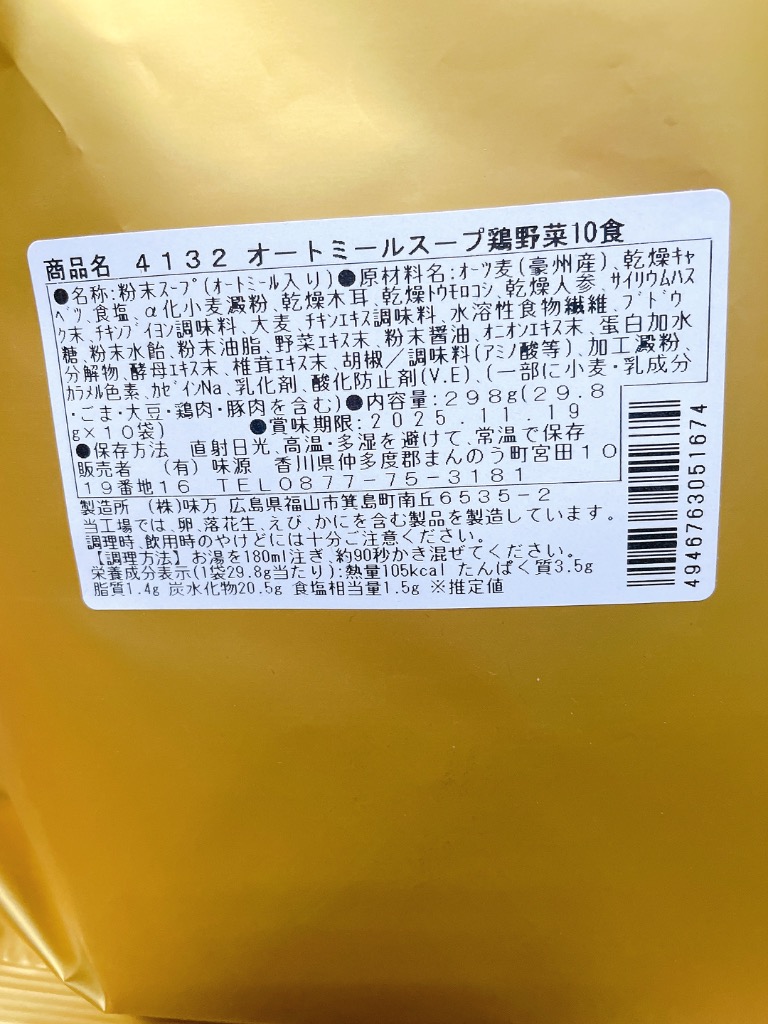 商品名 4132 オートミールスープ鶏野菜10食
●名称:粉末スープ(オートミール入り)●原材料名:オーツ麦(豪州産)、乾燥キャ
ベツ、食塩、α化小麦澱粉、乾燥木耳、乾燥トウモロコシ、乾燥人参、サイリウムハス
ク末、チキンブイヨン調味料、大麦、チキンエキス調味料、水溶性食物繊維、ブドウ
糖、粉末水飴、粉末油脂、野菜エキス末、粉末醤油、オニオンエキス末、蛋白加水
分解物、酵母エキス末、椎茸エキス末、胡椒/調味料(アミノ酸等)、加工澱粉、
カラメル色素、カゼインNa、乳化剤、酸化防止剤(V.E)、(一部に小麦・乳成分
・ごま・大豆・鶏肉・豚肉を含む)●内容量:298g(29.8
g×10袋) ●賞味期限:2025.11.19
●保存方法 直射日光、高温・多湿を避けて、常温で保存
販売者 (有)味源 香川県仲多度郡まんのう町宮田10
19番地16 TEL0877-75-3181
製造所 (株)味万 広島県福山市箕島町南丘6535-2
当工場では、卵、落花生、えび、かにを含む製品を製造しています。
調理時、飲用時のやけどには十分ご注意ください。
【調理方法】お湯を180ml注ぎ、約90秒かき混ぜてください。
栄養成分表示(1袋29.8g当たり):熱量105kcal たんぱく質3.5g
脂質1.4g 炭水化物20.5g 食塩相当量1.5g ※推定値
4946763051674